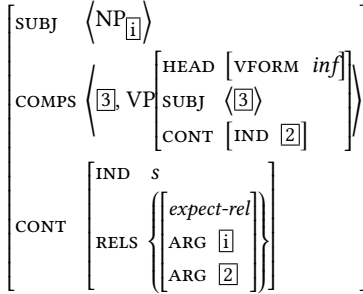 SUBJ ⟨NP i⟩
HEAD [VFORM inf]
COMPS ⟨3, VP SUBJ ⟨3⟩ ⟩
CONT [IND 2]
IND s
expect-rel
CONT RELS ARG i
ARG 2